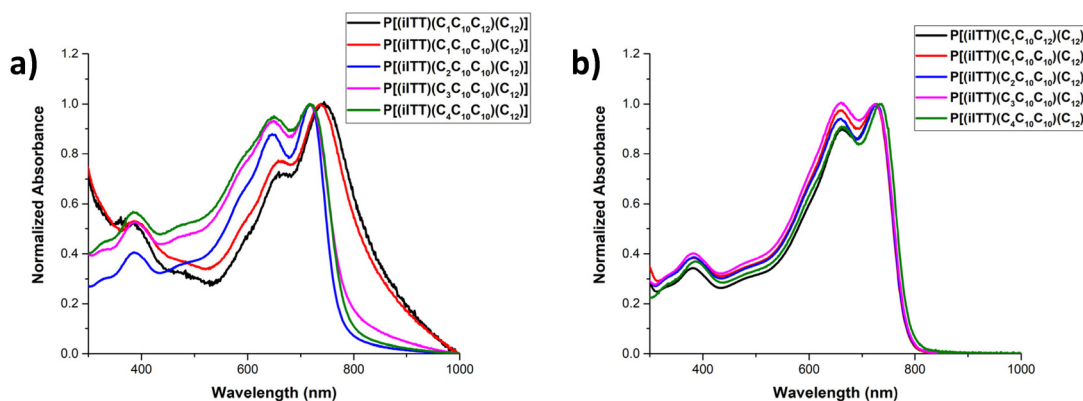 a)
P[(iITT)(C₁C₁₀C₁₂)(C₁₂)]
P[(iITT)(C₁C₁₀C₁₀)(C₁₂)]
P[(iITT)(C₂C₁₀C₁₀)(C₁₂)]
P[(iITT)(C₃C₁₀C₁₀)(C₁₂)]
P[(iITT)(C₄C₁₀C₁₀)(C₁₂)]
Normalized Absorbance
1.2
1.0
0.8
0.6
0.4
0.2
0.0
400 600 800 1000
Wavelength (nm)
b)
P[(iITT)(C₁C₁₀C₁₂)(C₁₂)
P[(iITT)(C₁C₁₀C₁₀)(C₁₂)
P[(iITT)(C₂C₁₀C₁₀)(C₁₂)
P[(iITT)(C₃C₁₀C₁₀)(C₁₂)
P[(iITT)(C₄C₁₀C₁₀)(C₁₂)
Normalized Absorbance
1.2
1.0
0.8
0.6
0.4
0.2
0.0
400 600 800 1000
Wavelength (nm)